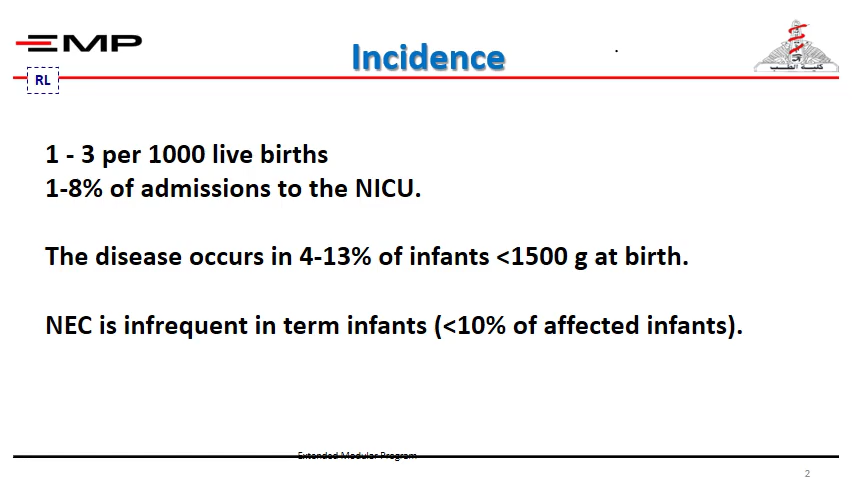 EMP
Incidence
.
RL
كلية الطب
1 - 3 per 1000 live births
1-8% of admissions to the NICU.
The disease occurs in 4-13% of infants <1500 g at birth.
NEC is infrequent in term infants (<10% of affected infants).
Extended Modular Program
2